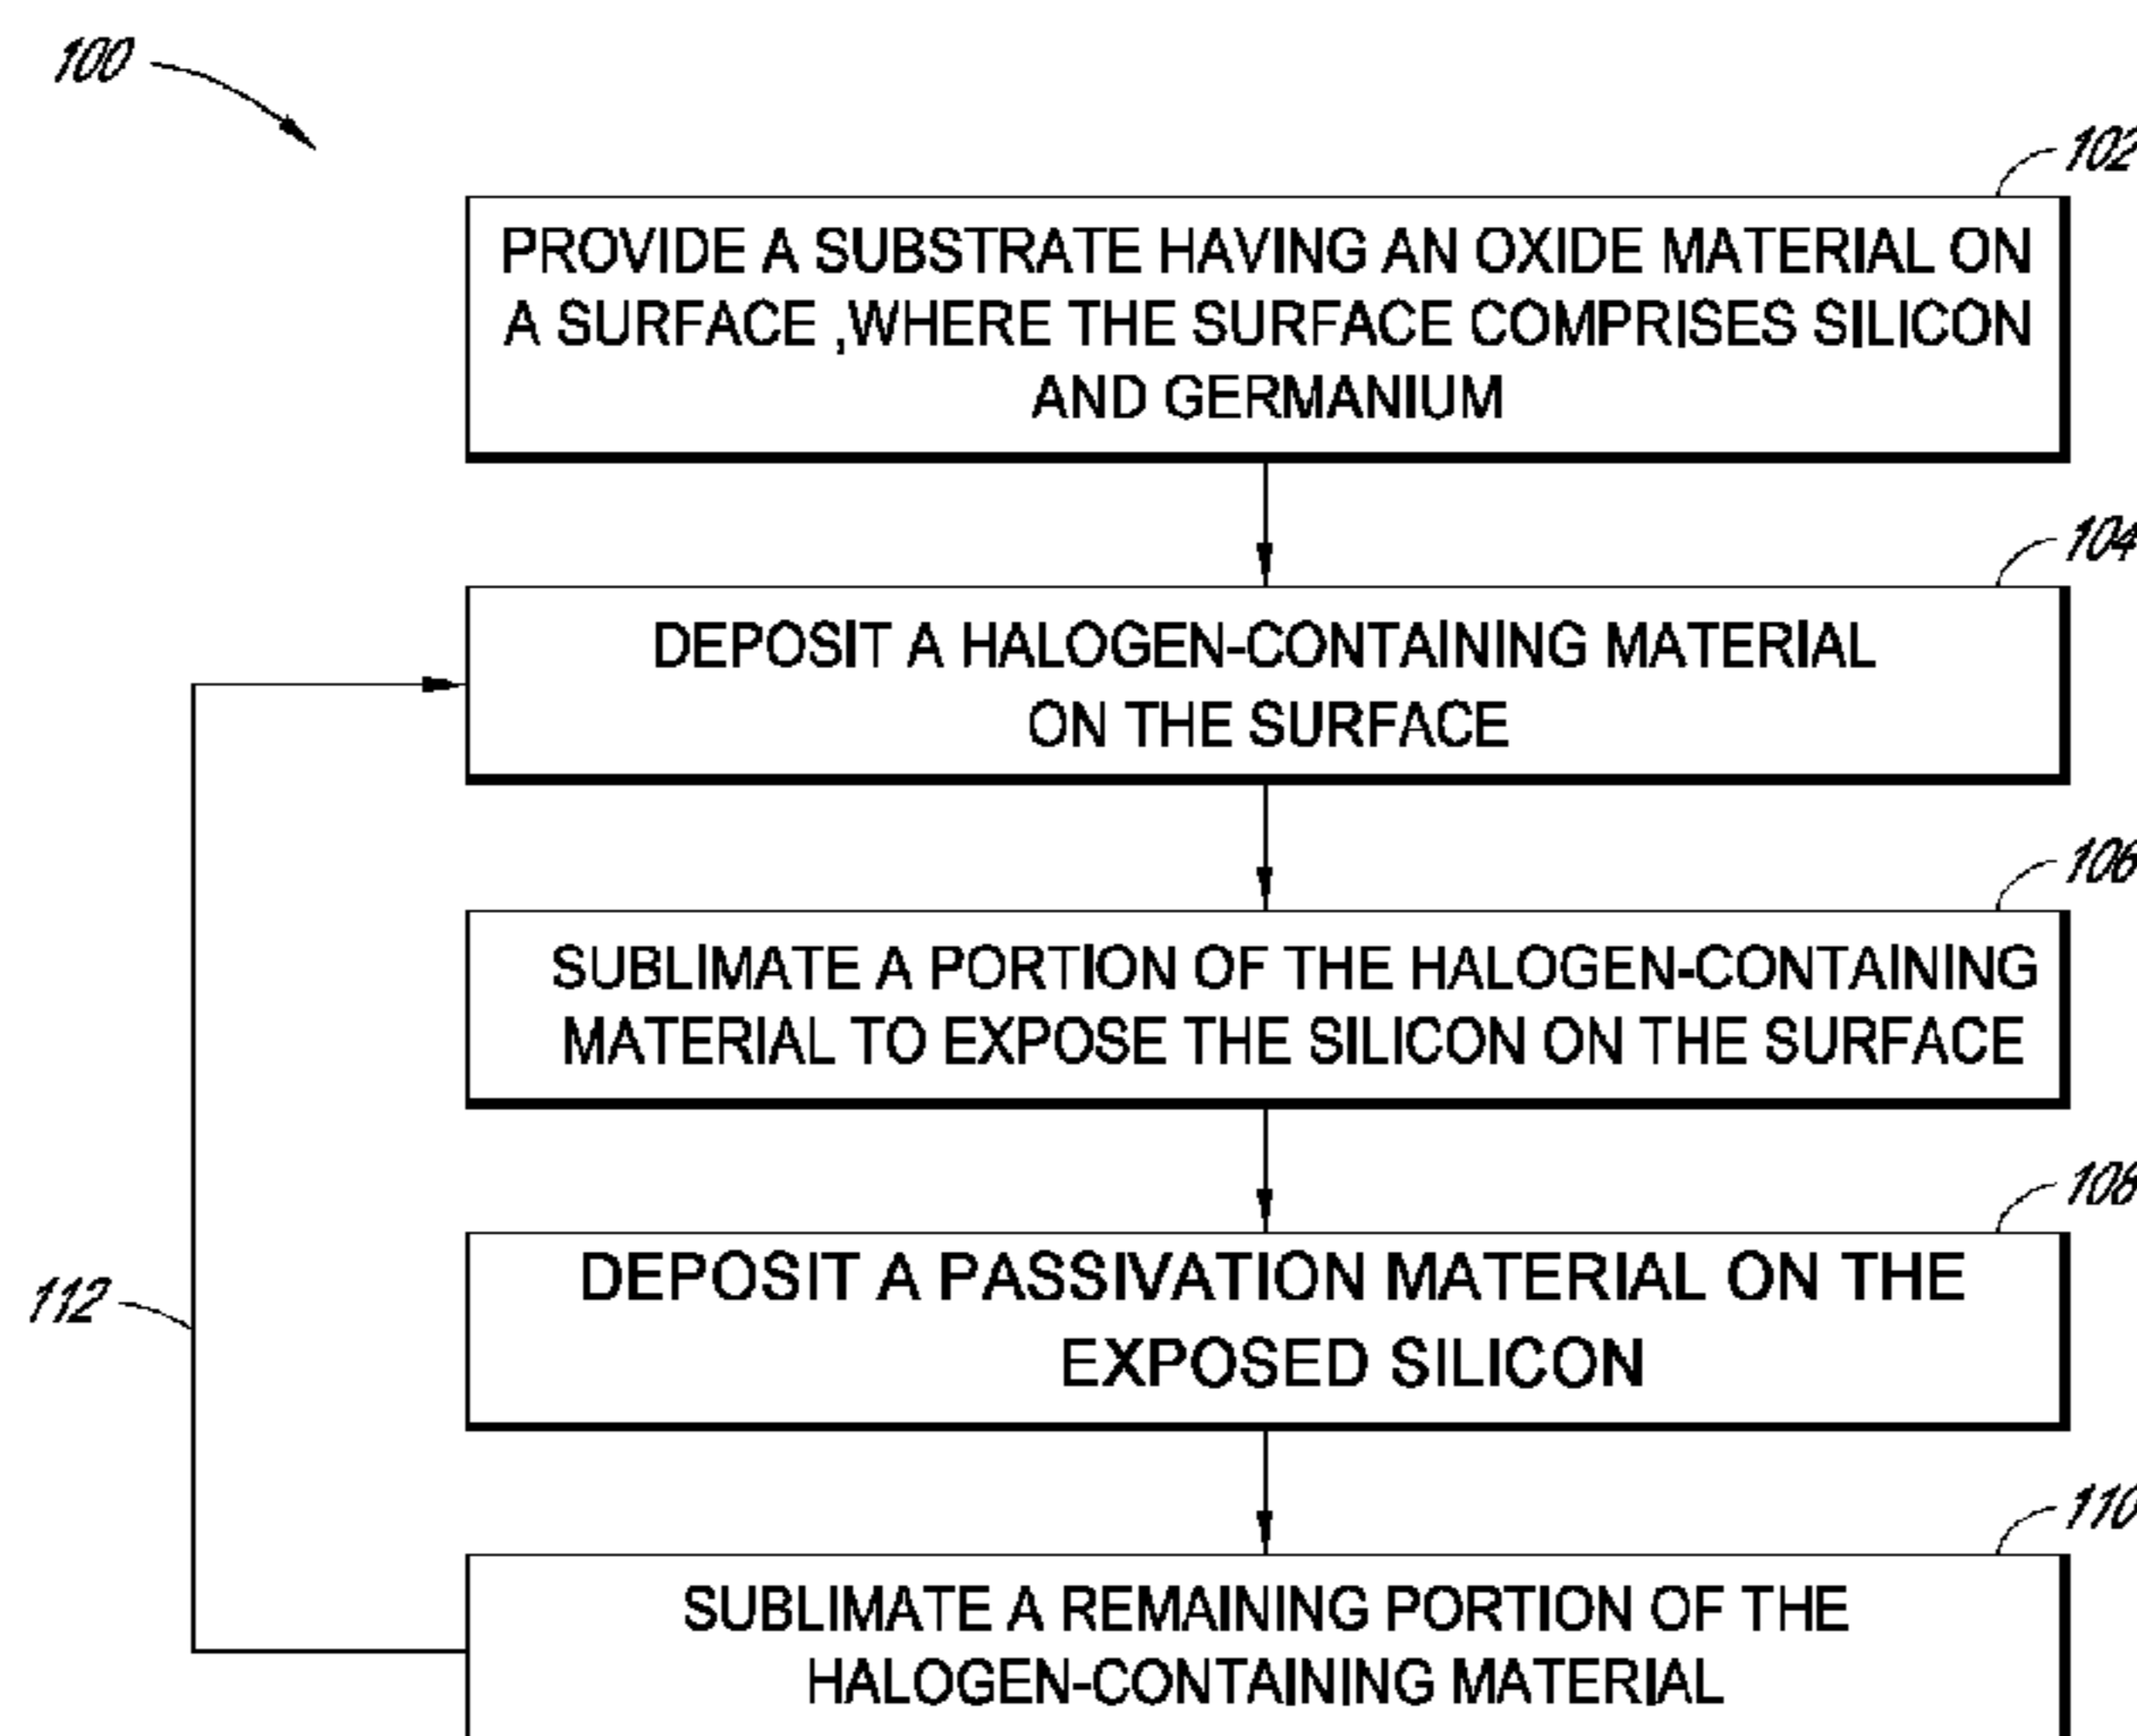 100
102
PROVIDE A SUBSTRATE HAVING AN OXIDE MATERIAL ON
A SURFACE ,WHERE THE SURFACE COMPRISES SILICON
AND GERMANIUM
104
DEPOSIT A HALOGEN-CONTAINING MATERIAL
ON THE SURFACE
106
SUBLIMATE A PORTION OF THE HALOGEN-CONTAINING
MATERIAL TO EXPOSE THE SILICON ON THE SURFACE
108
DEPOSIT A PASSIVATION MATERIAL ON THE
EXPOSED SILICON
112
110
SUBLIMATE A REMAINING PORTION OF THE
HALOGEN-CONTAINING MATERIAL